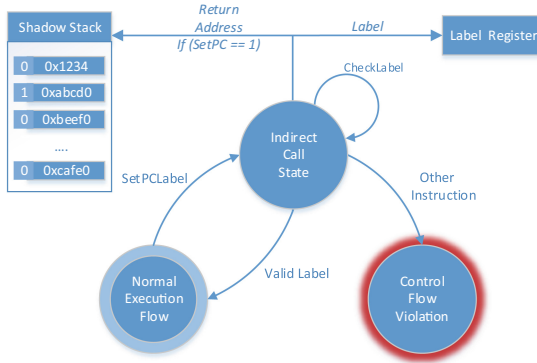 Shadow Stack
0 0x1234
1 0xabcd0
0 0xbeef0
....
0 0xcafe0
Return
Address
If (SetPC == 1)
Label
Label Register
CheckLabel
Indirect
Call
State
SetPCLabel
Other
Instruction
Valid Label
Normal
Execution
Flow
Control
Flow
Violation